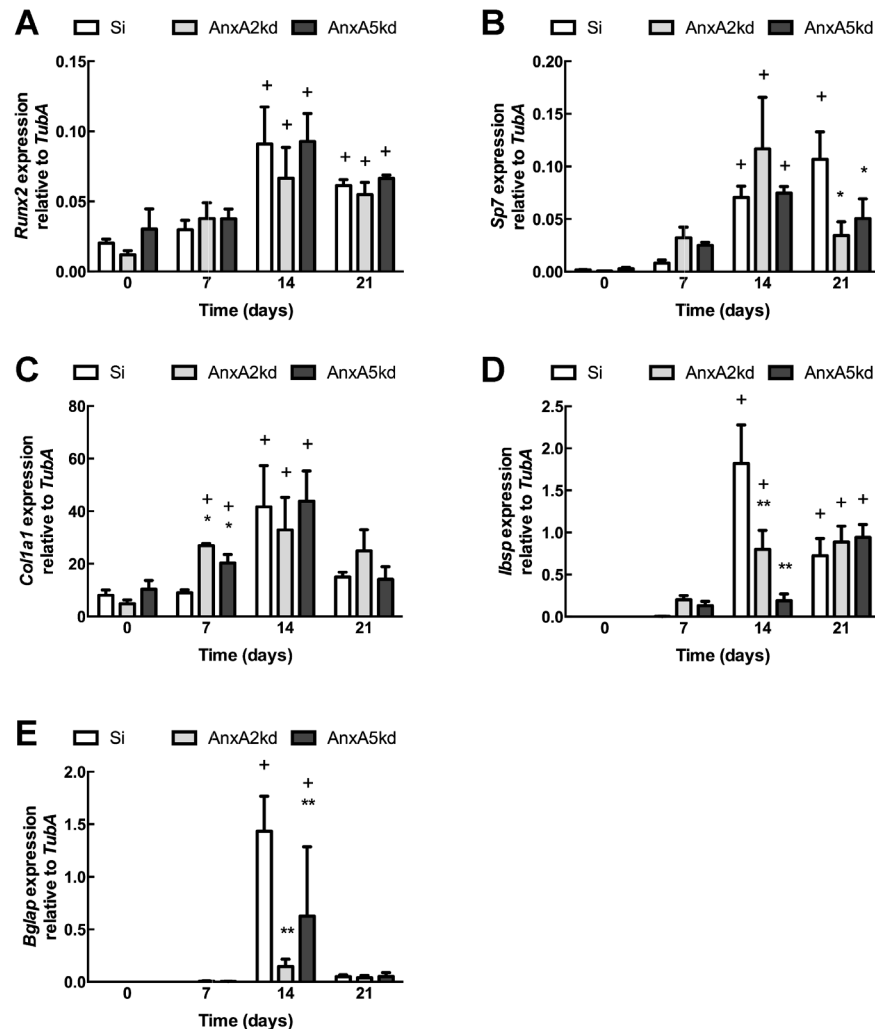 A
Si AnxA2kd AnxA5kd
Runx2 expression
relative to TubA
0.15
0.10
0.05
0.00
+ + +
+ + +
0 7 14 21
Time (days)
B
Si AnxA2kd AnxA5kd
Sp7 expression
relative to TubA
0.20
0.15
0.10
0.05
0.00
+ + +
+ * *
0 7 14 21
Time (days)
C
Si AnxA2kd AnxA5kd
Col1a1 expression
relative to TubA
80
60
40
20
0
+ +
* *
+ + +
0 7 14 21
Time (days)
D
Si AnxA2kd AnxA5kd
Ibsp expression
relative to TubA
2.5
2.0
1.5
1.0
0.5
0.0
+ +
** **
+ + +
0 7 14 21
Time (days)
E
Si AnxA2kd AnxA5kd
Bglap expression
relative to TubA
2.0
1.5
1.0
0.5
0.0
+ +
** **
0 7 14 21
Time (days)